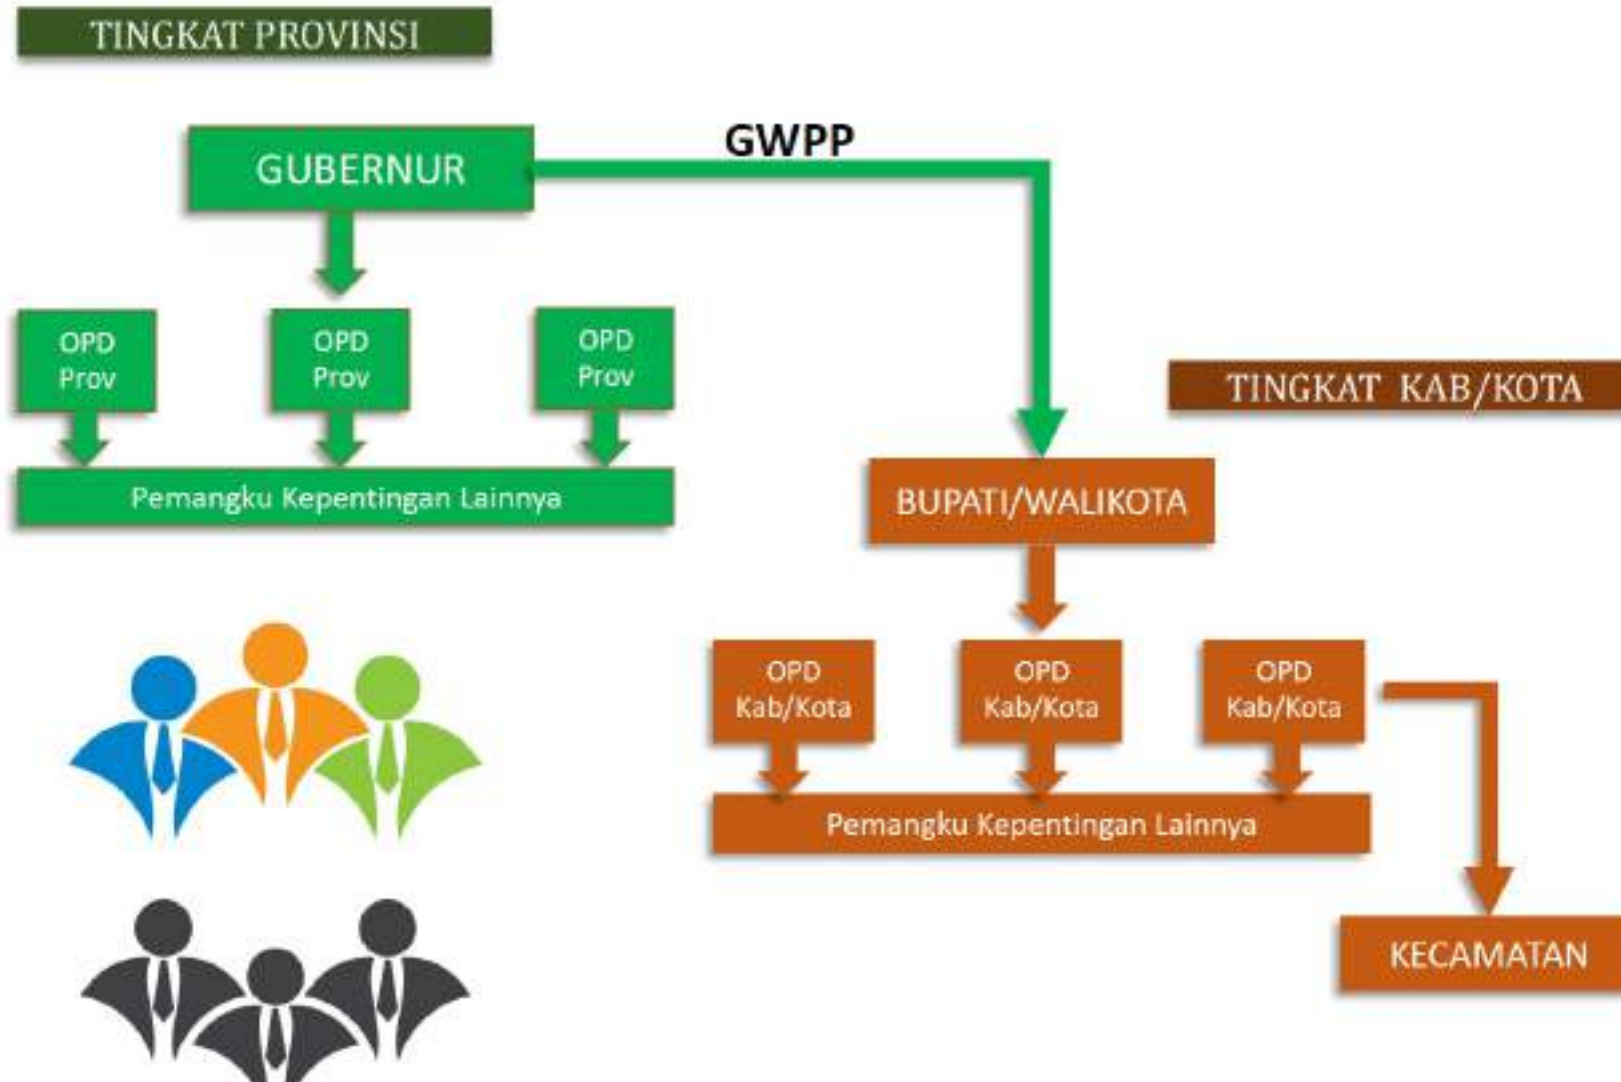 TINGKAT PROVINSI
GWPP
GUBERNUR
OPD
Prov
OPD
Prov
OPD
Prov
Pemangku Kepentingan Lainnya
TINGKAT KAB/KOTA
BUPATI/WALIKOTA
OPD
Kab/Kota
OPD
Kab/Kota
OPD
Kab/Kota
Pemangku Kepentingan Lainnya
KECAMATAN